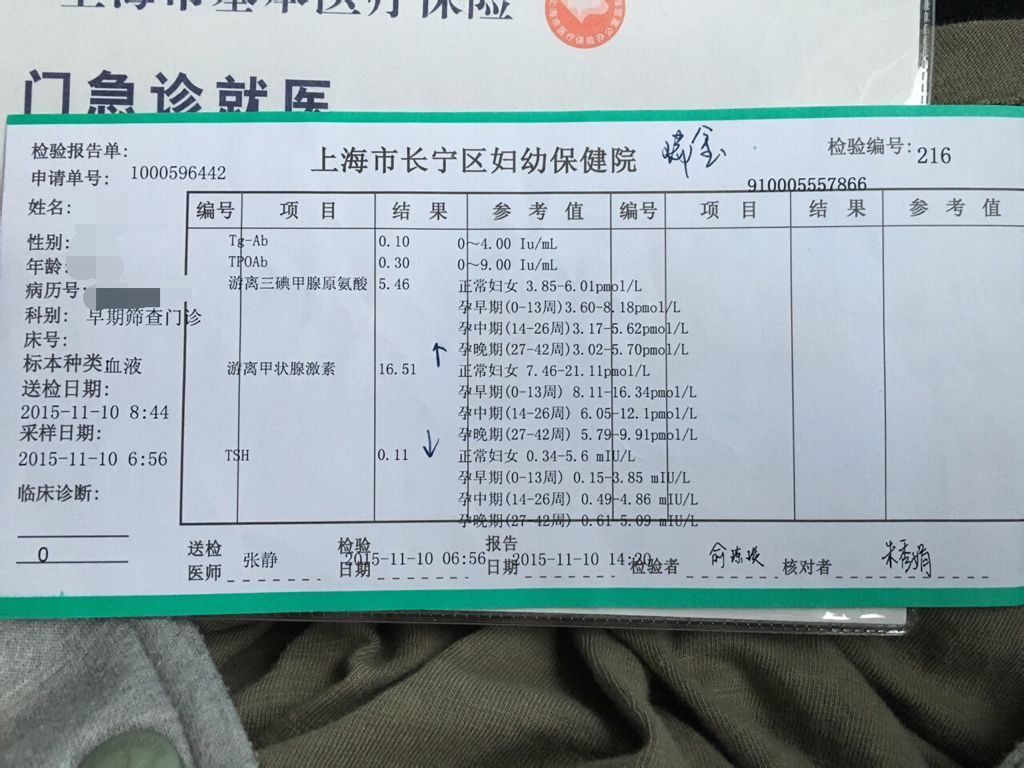 上海市基本医疗保险
门急诊就医
检验报告单:
申请单号: 1000596442
上海市长宁区妇幼保健院
检验编号: 216
910005557866
姓名:
性别:
年龄:
病历号:
科别: 早期筛查门诊
床号:
标本种类: 血液
送检日期:
2015-11-10 8:44
采样日期:
2015-11-10 6:56
临床诊断:
0
编号 项 目 结 果 参 考 值 编号 项 目 结 果 参 考 值
Tg-Ab 0.10 0~4.00 Iu/mL
TPOAb 0.30 0~9.00 Iu/mL
游离三碘甲腺原氨酸 5.46 正常妇女 3.85-6.01pmol/L
孕早期(0-13周)3.60-8.18pmol/L
孕中期(14-26周)3.17-5.62pmol/L
↑ 孕晚期(27-42周)3.02-5.70pmol/L
游离甲状腺激素 16.51 正常妇女 7.46-21.11pmol/L
孕早期(0-13周) 8.11-16.34pmol/L
孕中期(14-26周) 6.05-12.1pmol/L
孕晚期(27-42周) 5.79-9.91pmol/L
TSH 0.11 ↓ 正常妇女 0.34-5.6 mIU/L
孕早期(0-13周) 0.15-3.85 mIU/L
孕中期(14-26周) 0.49-4.86 mIU/L
孕晚期(27-42周) 0.61-5.09 mIU/L
送检医师 张静 检验日期 2015-11-10 06:56 报告日期 2015-11-10 14:20 检验者 核对者 朱秀娟